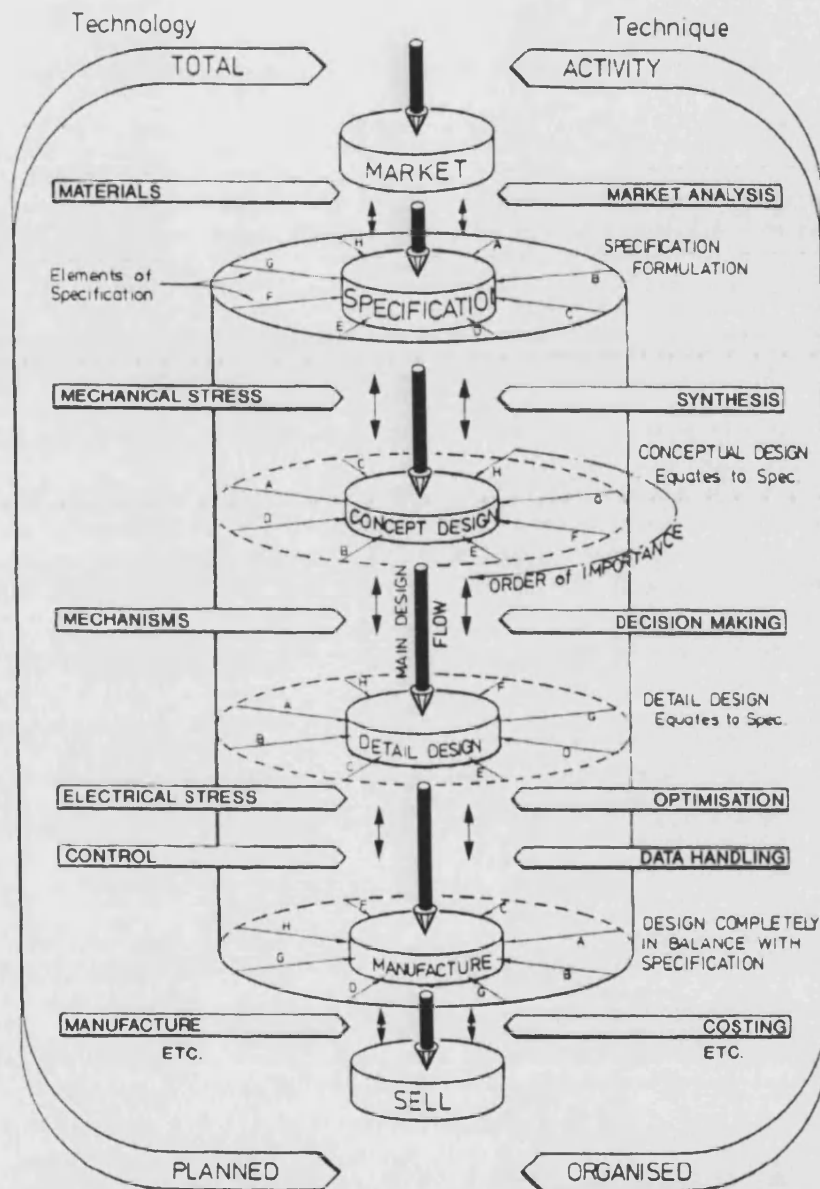 Technology
Technique
TOTAL
ACTIVITY
MARKET
MATERIALS
MARKET ANALYSIS
H
A
G
B
Elements of
Specification
SPECIFICATION
FORMULATION
SPECIFICATION
F
C
E
D
MECHANICAL STRESS
SYNTHESIS
CONCEPTUAL DESIGN
Equates to Spec.
C
H
A
G
D
F
CONCEPT DESIGN
B
E
ORDER of IMPORTANCE
MAIN DESIGN
FLOW
MECHANISMS
DECISION MAKING
H
F
A
G
DETAIL DESIGN
Equates to Spec.
B
D
DETAIL DESIGN
C
E
ELECTRICAL STRESS
OPTIMISATION
CONTROL
DATA HANDLING
C
H
A
DESIGN COMPLETELY
IN BALANCE WITH
SPECIFICATION
G
B
MANUFACTURE
D
G
MANUFACTURE
COSTING
ETC.
ETC.
SELL
PLANNED
ORGANISED